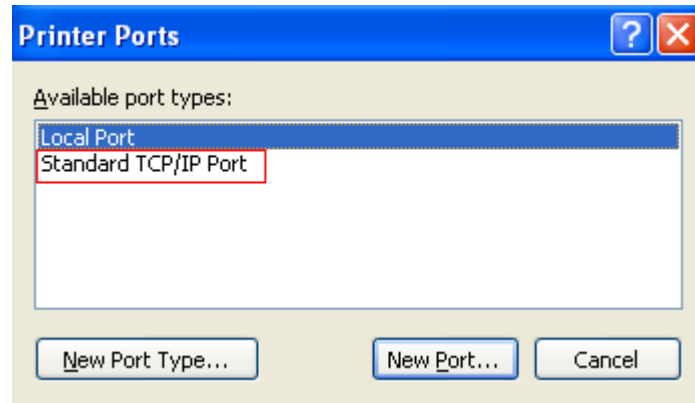 Printer Ports
Available port types:
Local Port
Standard TCP/IP Port
New Port Type... New Port... Cancel